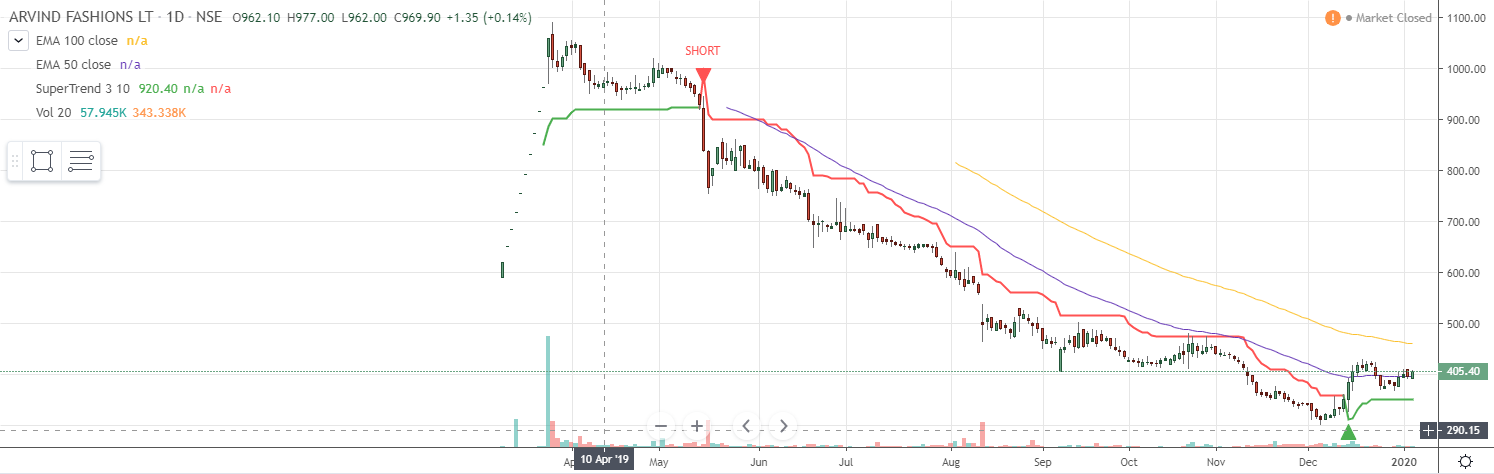 ARVIND FASHIONS LT · 1D · NSE O962.10 H977.00 L962.00 C969.90 +1.35 (+0.14%)
EMA 100 close n/a
EMA 50 close n/a
SuperTrend 3 10 920.40 n/a n/a
Vol 20 57.945K 343.338K
! Market Closed
SHORT
1100.00
1000.00
900.00
800.00
700.00
600.00
500.00
405.40
290.15
10 Apr '19 May Jun Jul Aug Sep Oct Nov Dec 2020